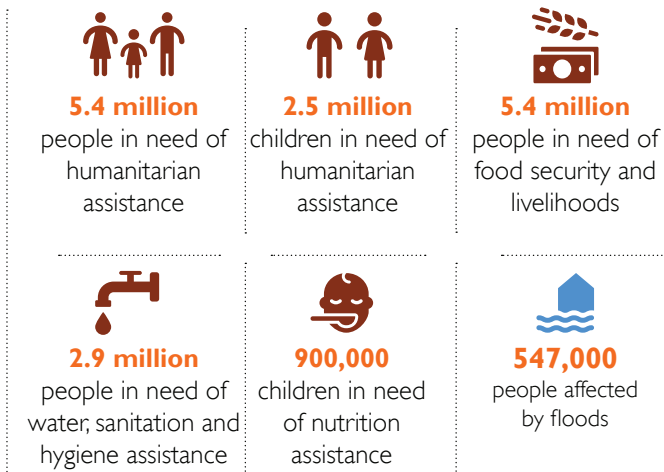 5.4 million
people in need of
humanitarian
assistance
2.5 million
children in need of
humanitarian
assistance
5.4 million
people in need of
food security and
livelihoods
2.9 million
people in need of
water, sanitation and
hygiene assistance
900,000
children in need
of nutrition
assistance
547,000
people affected
by floods